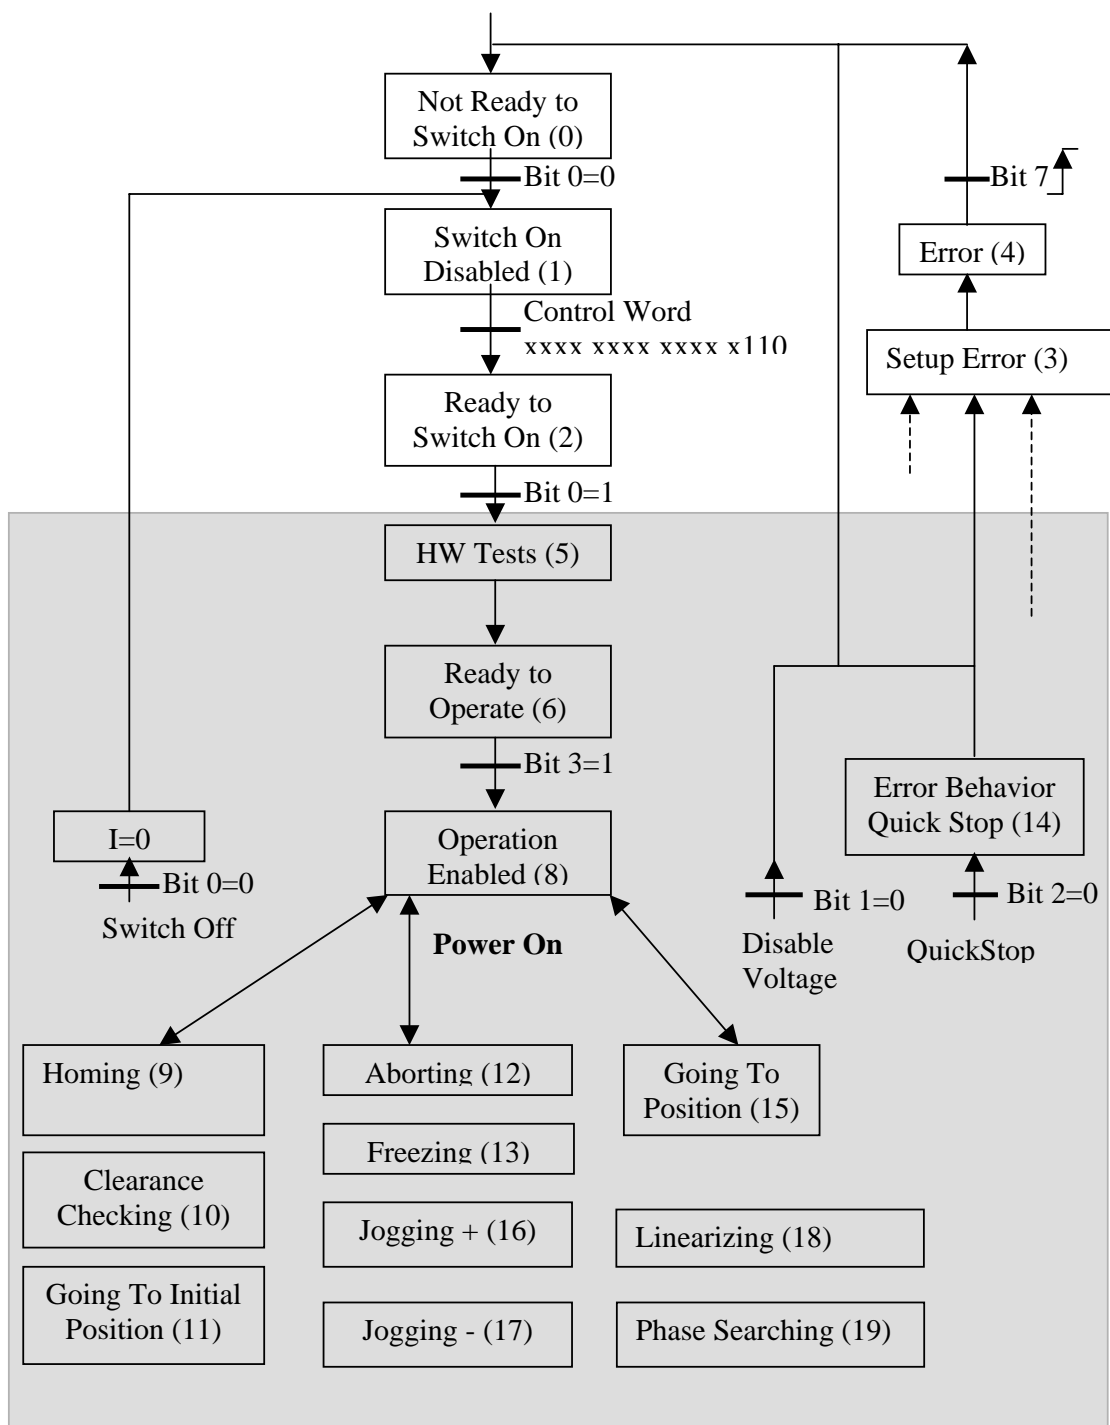 Not Ready to
Switch On (0)
Bit 0=0
Switch On
Disabled (1)
Control Word
xxxx xxxx xxxx x110
Ready to
Switch On (2)
Bit 0=1
Bit 7
Error (4)
Setup Error (3)
HW Tests (5)
Ready to
Operate (6)
Bit 3=1
Operation
Enabled (8)
I=0
Bit 0=0
Switch Off
Power On
Error Behavior
Quick Stop (14)
Bit 1=0
Disable
Voltage
Bit 2=0
QuickStop
Homing (9)
Aborting (12)
Going To
Position (15)
Freezing (13)
Clearance
Checking (10)
Jogging + (16)
Linearizing (18)
Going To Initial
Position (11)
Jogging - (17)
Phase Searching (19)